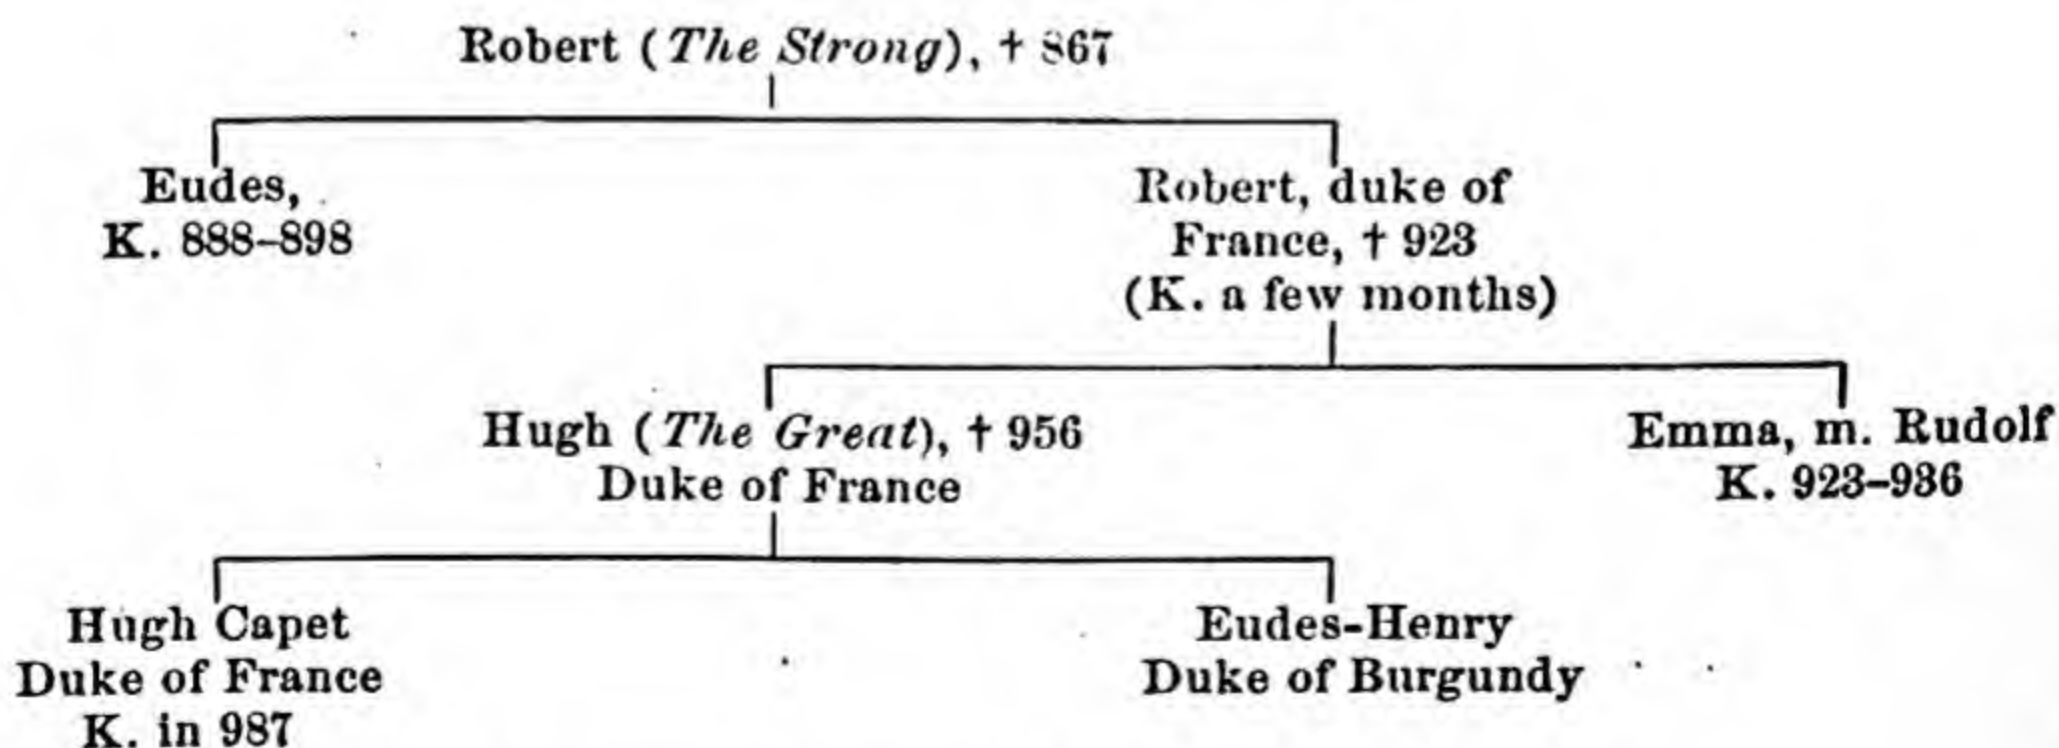 Robert (The Strong), † 867
Eudes,
K. 888–898
Robert, duke of
France, † 923
(K. a few months)
Hugh (The Great), † 956
Duke of France
Emma, m. Rudolf
K. 923–936
Hugh Capet
Duke of France
K. in 987
Eudes-Henry
Duke of Burgundy